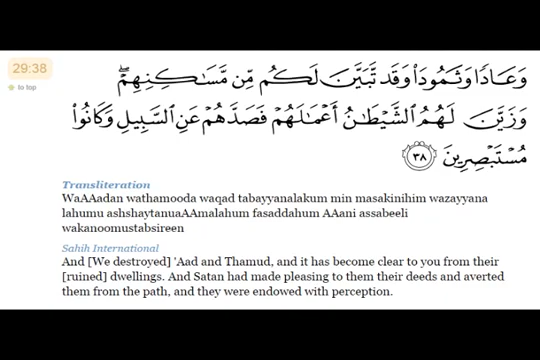 29:38
to top
وَعَادًا وَثَمُودَا۟ وَقَد تَّبَيَّنَ لَكُم مِّن مَّسَـٰكِنِهِمْ ۖ
وَزَيَّنَ لَهُمُ ٱلشَّيْطَـٰنُ أَعْمَـٰلَهُمْ فَصَدَّهُمْ عَنِ ٱلسَّبِيلِ وَكَانُوا۟
مُسْتَبْصِرِينَ ٣٨
Transliteration
WaAAadan wathamooda waqad tabayyanalakum min masakinihim wazayyana
lahumu ashshaytanuaAAmalahum fasaddahum AAani assabeeli
wakanoomustabsireen
Sahih International
And [We destroyed] 'Aad and Thamud, and it has become clear to you from their
[ruined] dwellings. And Satan had made pleasing to them their deeds and averted
them from the path, and they were endowed with perception.